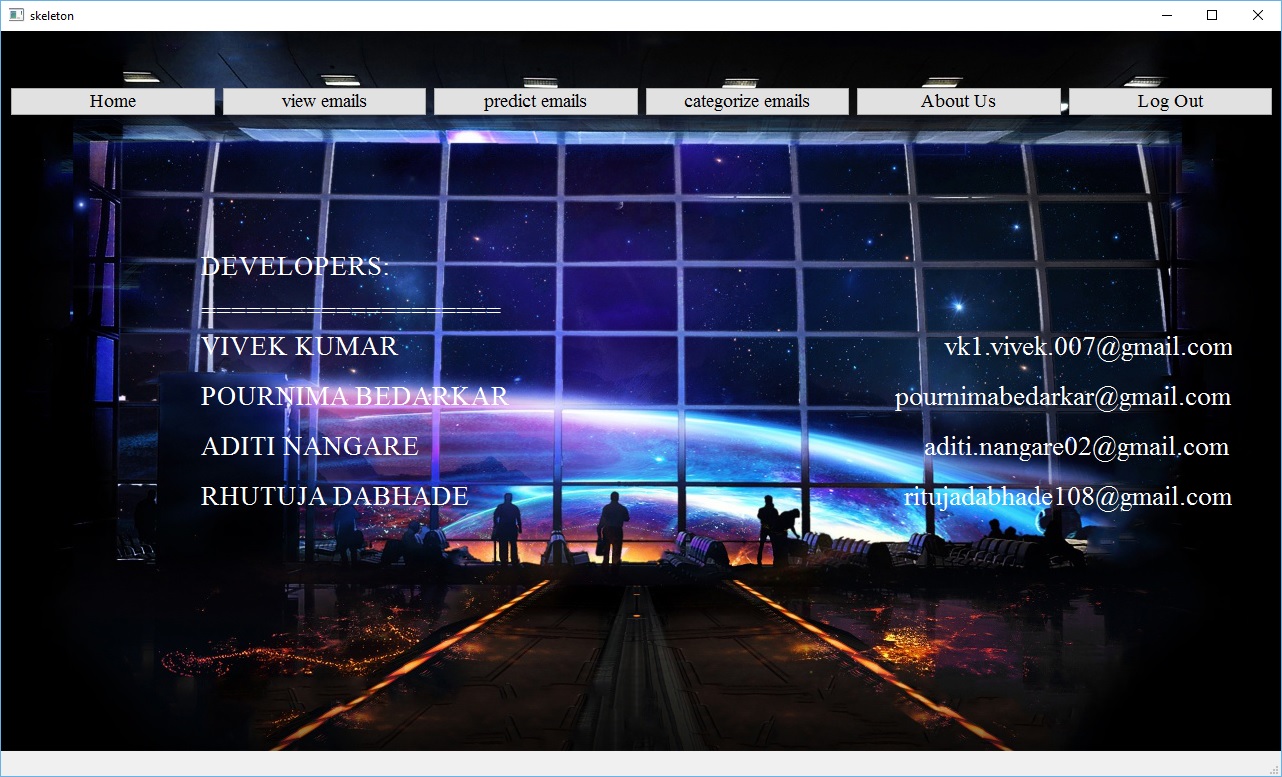 skeleton
Home view emails predict emails categorize emails About Us Log Out
DEVELOPERS:
====================
VIVEK KUMAR vk1.vivek.007@gmail.com
POURNIMA BEDARKAR pournimabedarkar@gmail.com
ADITI NANGARE aditi.nangare02@gmail.com
RHUTUJA DABHADE ritujadabhade108@gmail.com